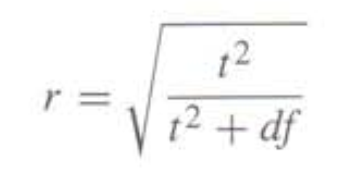 r = √(t² / (t² + df))